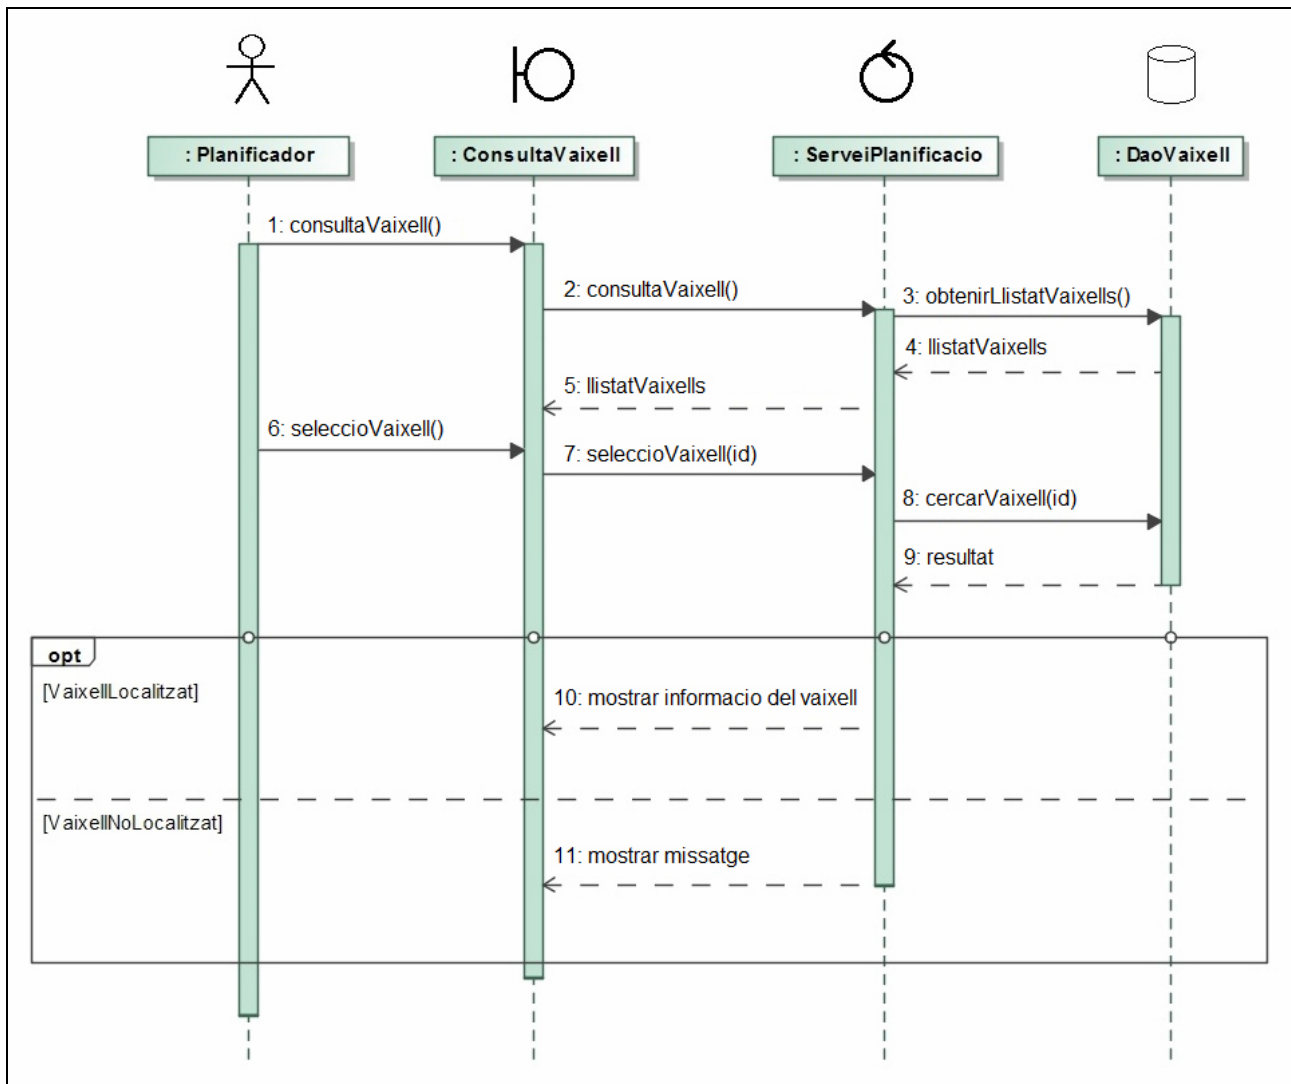 : Planificador
: ConsultaVaixell
: ServeiPlanificacio
: DaoVaixell
1: consultaVaixell()
2: consultaVaixell()
3: obtenirLlistatVaixells()
4: llistatVaixells
5: llistatVaixells
6: seleccioVaixell()
7: seleccioVaixell(id)
8: cercarVaixell(id)
9: resultat
opt
[VaixellLocalitzat]
10: mostrar informacio del vaixell
[VaixellNoLocalitzat]
11: mostrar missatge